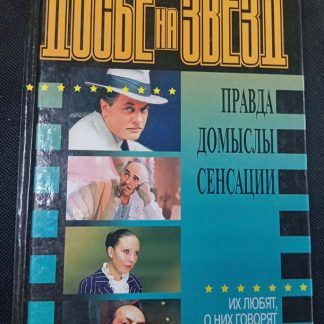 ДОСЬЕ НА ЗВЕЗД
ПРАВДА
ДОМЫСЛЫ
СЕНСАЦИИ
ИХ ЛЮБЯТ,
О НИХ ГОВОРЯТ